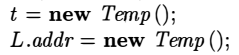 t = new Temp();
L.addr = new Temp();